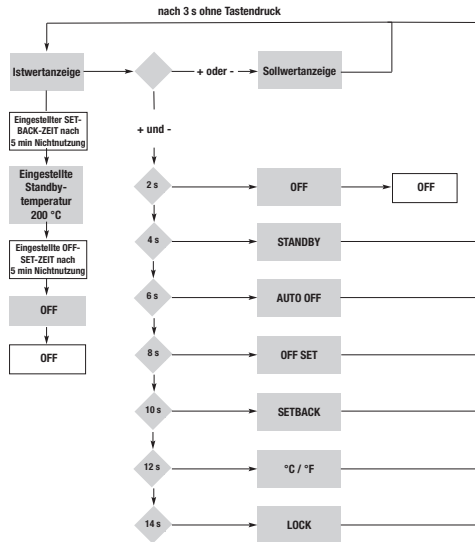 nach 3 s ohne Tastendruck
Istwertanzeige
+ oder -
Sollwertanzeige
Eingestellter SET-
BACK-ZEIT nach
5 min Nichtnutzung
+ und -
Eingestellte
Standby-
temperatur
200 °C
2 s
OFF
OFF
4 s
STANDBY
Eingestellte OFF-
SET-ZEIT nach
5 min Nichtnutzung
6 s
AUTO OFF
OFF
8 s
OFF SET
OFF
10 s
SETBACK
12 s
°C / °F
14 s
LOCK